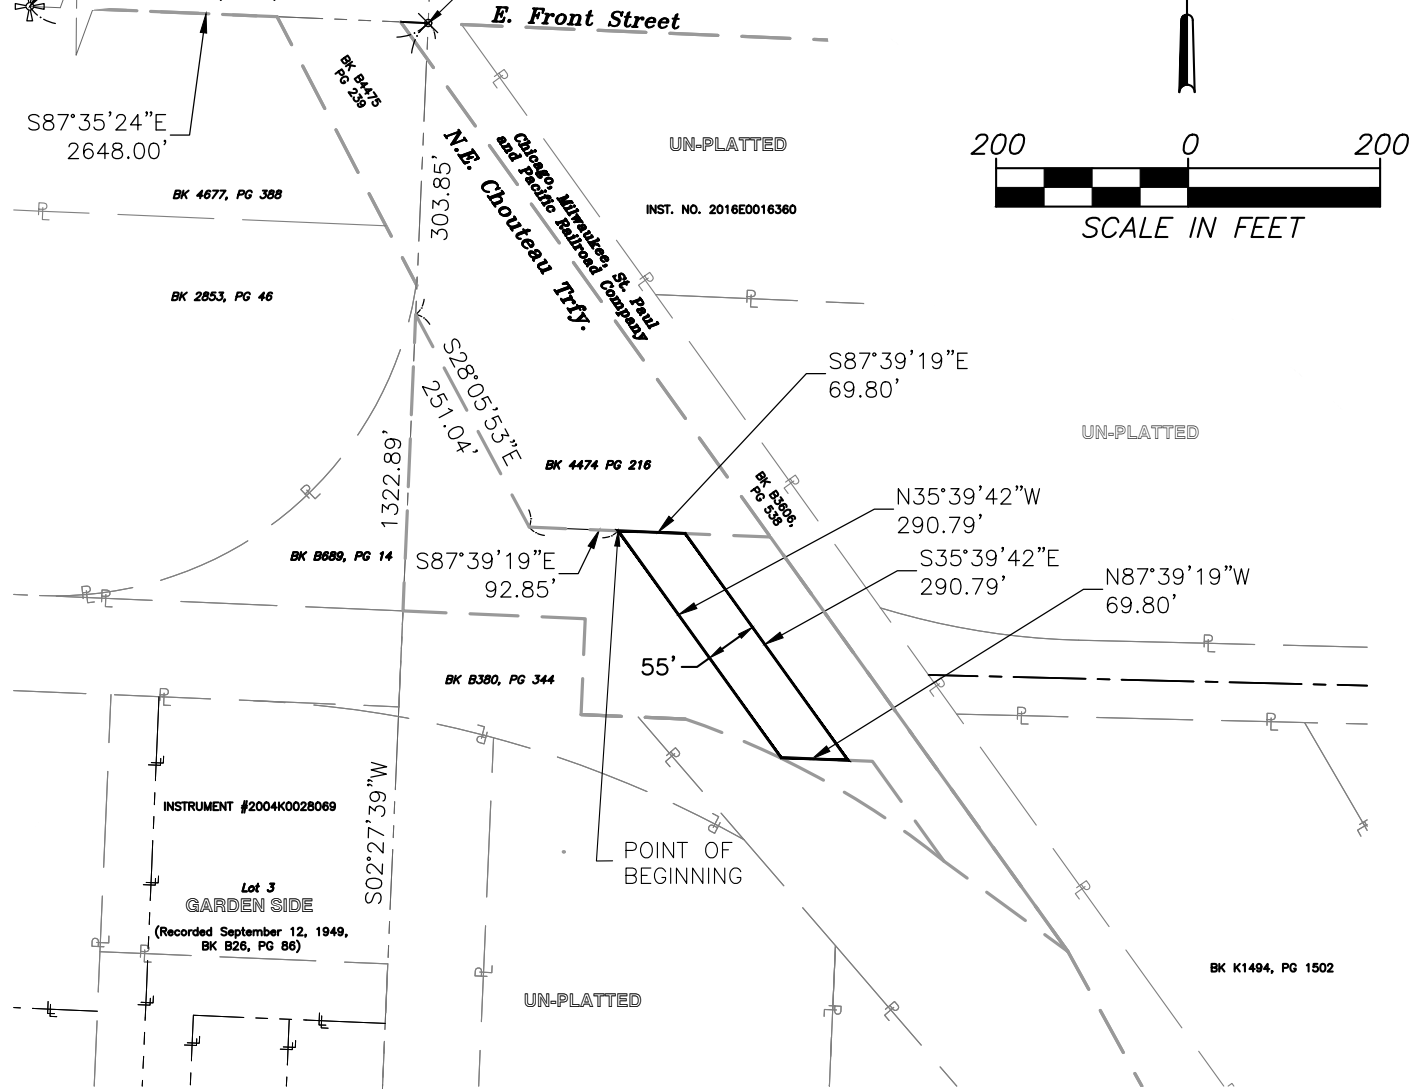 E. Front Street
BK B4475
PG 239
S87°35'24"E
2648.00'
UN-PLATTED
200 0 200
SCALE IN FEET
BK 4677, PG 388
303.85'
N.E. Chouteau Trfy.
Chicago, Milwaukee, St. Paul
and Pacific Railroad Company
INST. NO. 2016E0016360
BK 2853, PG 46
S28°05'53"E
251.04'
S87°39'19"E
69.80'
UN-PLATTED
1322.89'
BK 4474 PG 216
BK B3606,
PG 538
N35°39'42"W
290.79'
BK B689, PG 14
S87°39'19"E
92.85'
S35°39'42"E
290.79'
N87°39'19"W
69.80'
55'
BK B380, PG 344
S02°27'39"W
INSTRUMENT #2004K0028069
POINT OF
BEGINNING
Lot 3
GARDEN SIDE
(Recorded September 12, 1949,
BK B26, PG 86)
BK K1494, PG 1502
UN-PLATTED